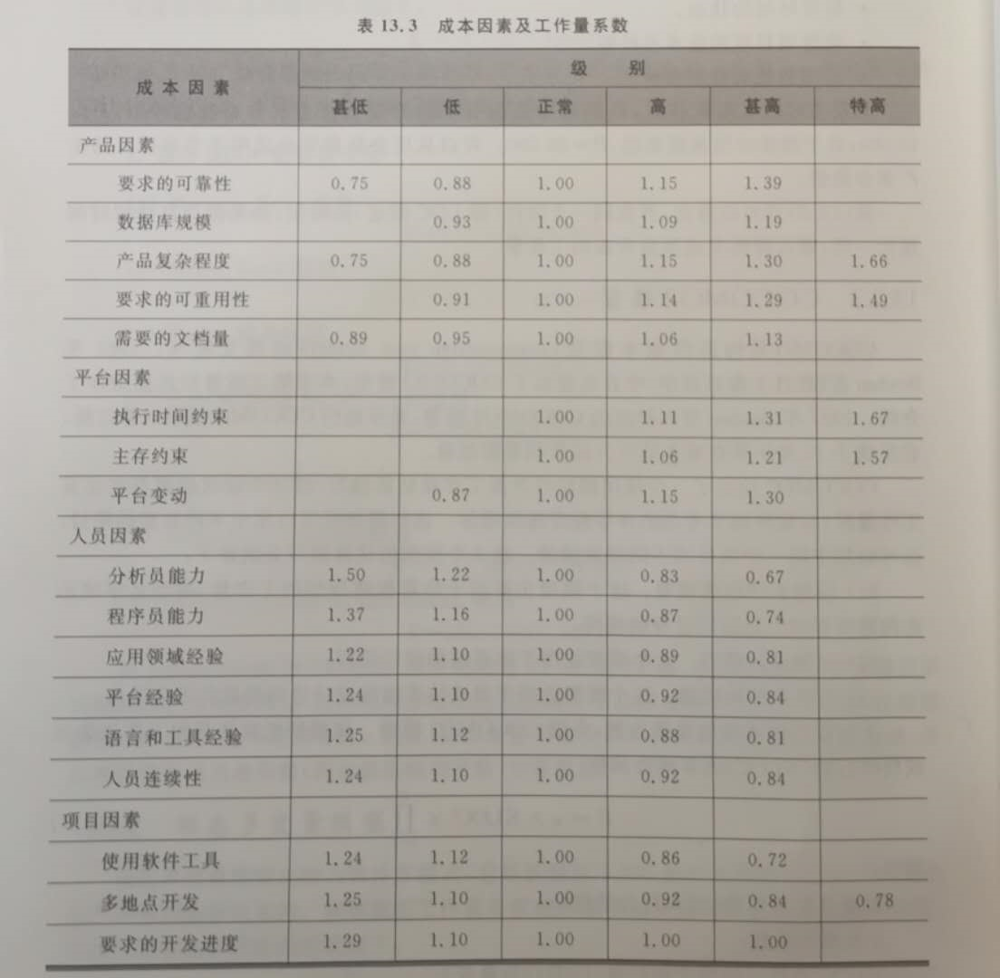 表 13.3 成本因素及工作量系数
成本因素 级别
甚低 低 正常 高 甚高 特高
产品因素
要求的可靠性 0.75 0.88 1.00 1.15 1.39
数据库规模 0.93 1.00 1.09 1.19
产品复杂程度 0.75 0.88 1.00 1.15 1.30 1.66
要求的可重用性 0.91 1.00 1.14 1.29 1.49
需要的文档量 0.89 0.95 1.00 1.06 1.13
平台因素
执行时间约束 1.00 1.11 1.31 1.67
主存约束 1.00 1.06 1.21 1.57
平台变动 0.87 1.00 1.15 1.30
人员因素
分析员能力 1.50 1.22 1.00 0.83 0.67
程序员能力 1.37 1.16 1.00 0.87 0.74
应用领域经验 1.22 1.10 1.00 0.89 0.81
平台经验 1.24 1.10 1.00 0.92 0.84
语言和工具经验 1.25 1.12 1.00 0.88 0.81
人员连续性 1.24 1.10 1.00 0.92 0.84
项目因素
使用软件工具 1.24 1.12 1.00 0.86 0.72
多地点开发 1.25 1.10 1.00 0.92 0.84 0.78
要求的开发进度 1.29 1.10 1.00 1.00 1.00